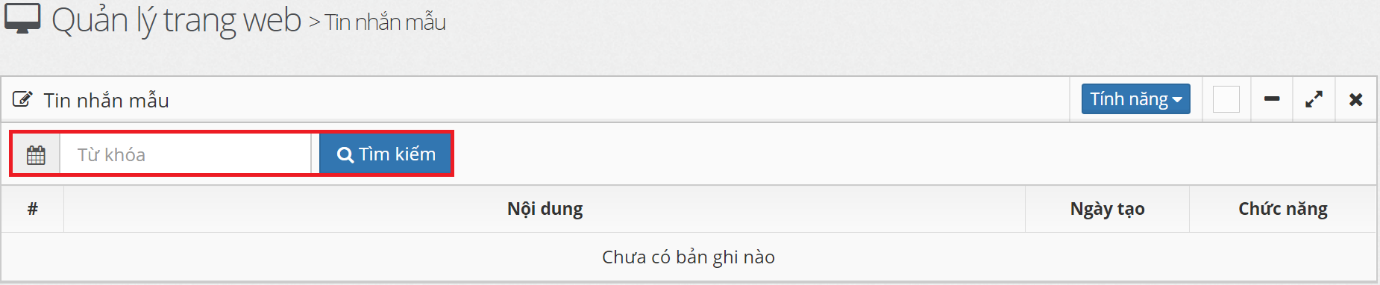 Quản lý trang web > Tin nhắn mẫu
Tin nhắn mẫu Tính năng
Từ khóa Tìm kiếm
# Nội dung Ngày tạo Chức năng
Chưa có bản ghi nào